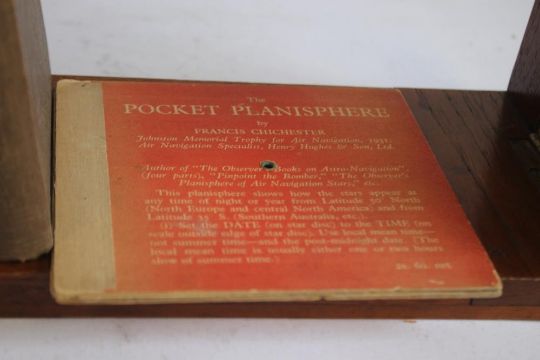 The
POCKET PLANISPHERE
by
FRANCIS CHICHESTER
Johnston Memorial Trophy for Air Navigation, 1931;
Air Navigation Specialist, Henry Hughes & Son, Ltd.
Author of "The Observer's Books on Astro-Navigation",
(four parts), "Pinpoint the Bomber," "The Observer's
Planisphere of Air Navigation Stars," etc.
This planisphere shows how the stars appear at
any time of night or year from Latitude 50° North
(North Europe and central North America) and from
Latitude 35° S. (Southern Australia, etc.).
(1) Set the DATE (on star disc) to the TIME (on
scale outside edge of star disc). Use local mean time—
not summer time—and the post-midnight date. (The
local mean time is usually either one or two hours
slow of summer time.)
2s. 6d. net